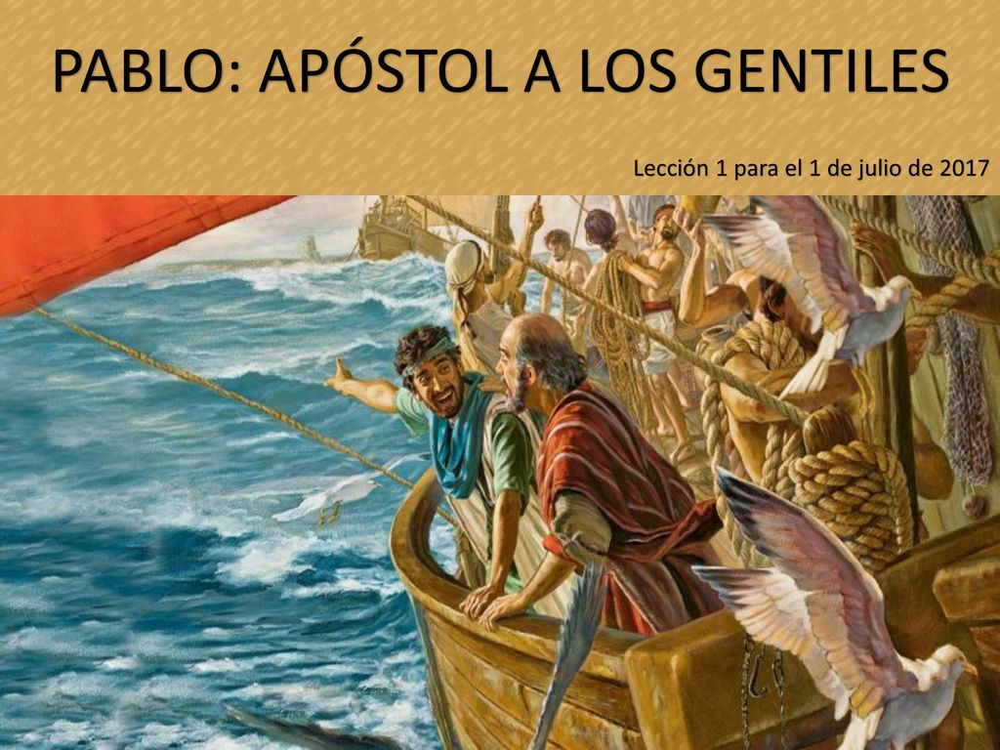 PABLO: APÓSTOL A LOS GENTILES
Lección 1 para el 1 de julio de 2017